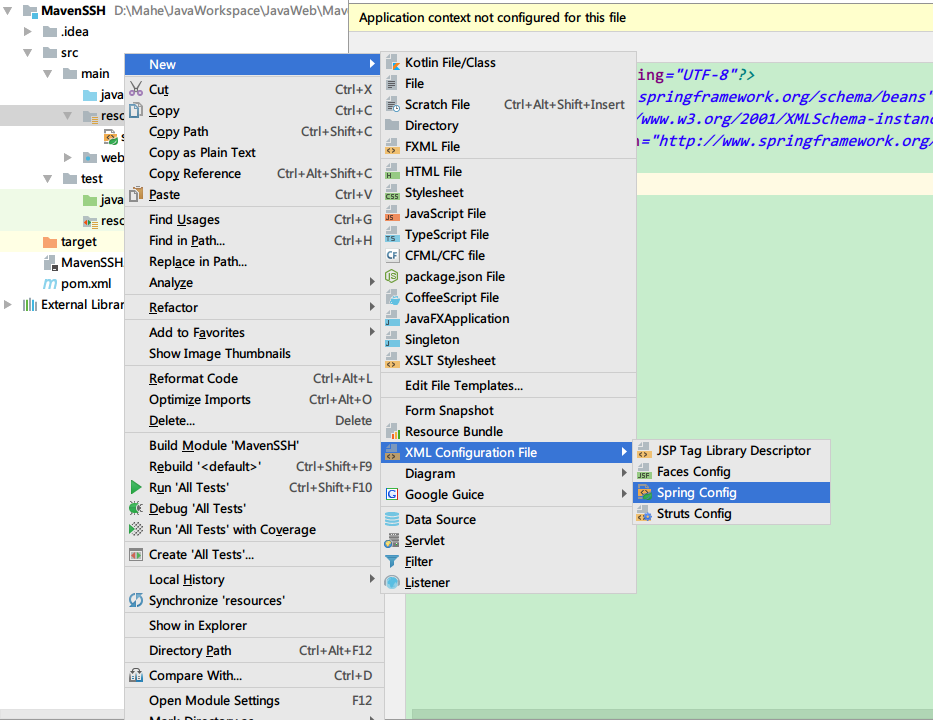 MavenSSH D:\Mahe\JavaWorkspace\JavaWeb\Mav
Application context not configured for this file
.idea
src
main
java
reso
s
web
test
java
reso
target
MavenSSH
pom.xml
External Librar
New
Cut Ctrl+X
Copy Ctrl+C
Copy Path Ctrl+Shift+C
Copy as Plain Text
Copy Reference Ctrl+Alt+Shift+C
Paste Ctrl+V
Find Usages Ctrl+G
Find in Path... Ctrl+H
Replace in Path...
Analyze
Refactor
Add to Favorites
Show Image Thumbnails
Reformat Code Ctrl+Alt+L
Optimize Imports Ctrl+Alt+O
Delete... Delete
Build Module 'MavenSSH'
Rebuild '<default>' Ctrl+Shift+F9
Run 'All Tests' Ctrl+Shift+F10
Debug 'All Tests'
Run 'All Tests' with Coverage
Create 'All Tests'...
Local History
Synchronize 'resources'
Show in Explorer
Directory Path Ctrl+Alt+F12
Compare With... Ctrl+D
Open Module Settings F12
Mark Directory as
Kotlin File/Class
File
Scratch File Ctrl+Alt+Shift+Insert
Directory
FXML File
HTML File
Stylesheet
JavaScript File
TypeScript File
CFML/CFC file
package.json File
CoffeeScript File
JavaFXApplication
Singleton
XSLT Stylesheet
Edit File Templates...
Form Snapshot
Resource Bundle
XML Configuration File
Diagram
Google Guice
Data Source
Servlet
Filter
Listener
JSP Tag Library Descriptor
Faces Config
Spring Config
Struts Config
ing="UTF-8"?>
springframework.org/schema/beans"
/www.w3.org/2001/XMLSchema-instanc
="http://www.springframework.org/